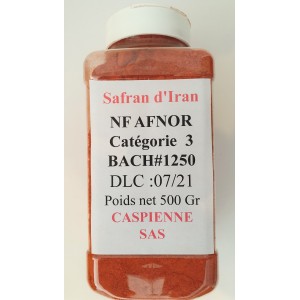 Safran d'Iran
NF AFNOR
Catégorie 3
BACH#1250
DLC :07/21
Poids net 500 Gr
CASPIENNE
SAS